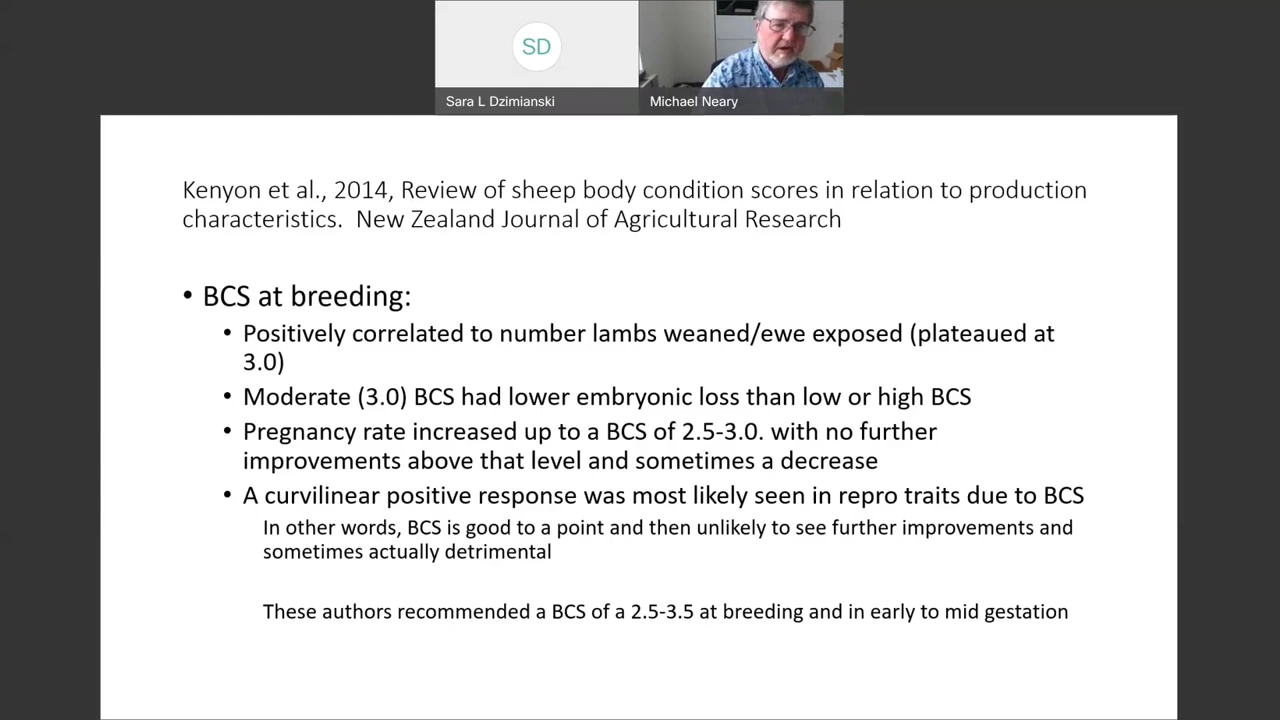 SD
Sara L Dzimianski
Michael Neary
Kenyon et al., 2014, Review of sheep body condition scores in relation to production
characteristics.  New Zealand Journal of Agricultural Research
• BCS at breeding:
• Positively correlated to number lambs weaned/ewe exposed (plateaued at
3.0)
• Moderate (3.0) BCS had lower embryonic loss than low or high BCS
• Pregnancy rate increased up to a BCS of 2.5-3.0. with no further
improvements above that level and sometimes a decrease
• A curvilinear positive response was most likely seen in repro traits due to BCS
In other words, BCS is good to a point and then unlikely to see further improvements and
sometimes actually detrimental
These authors recommended a BCS of a 2.5-3.5 at breeding and in early to mid gestation